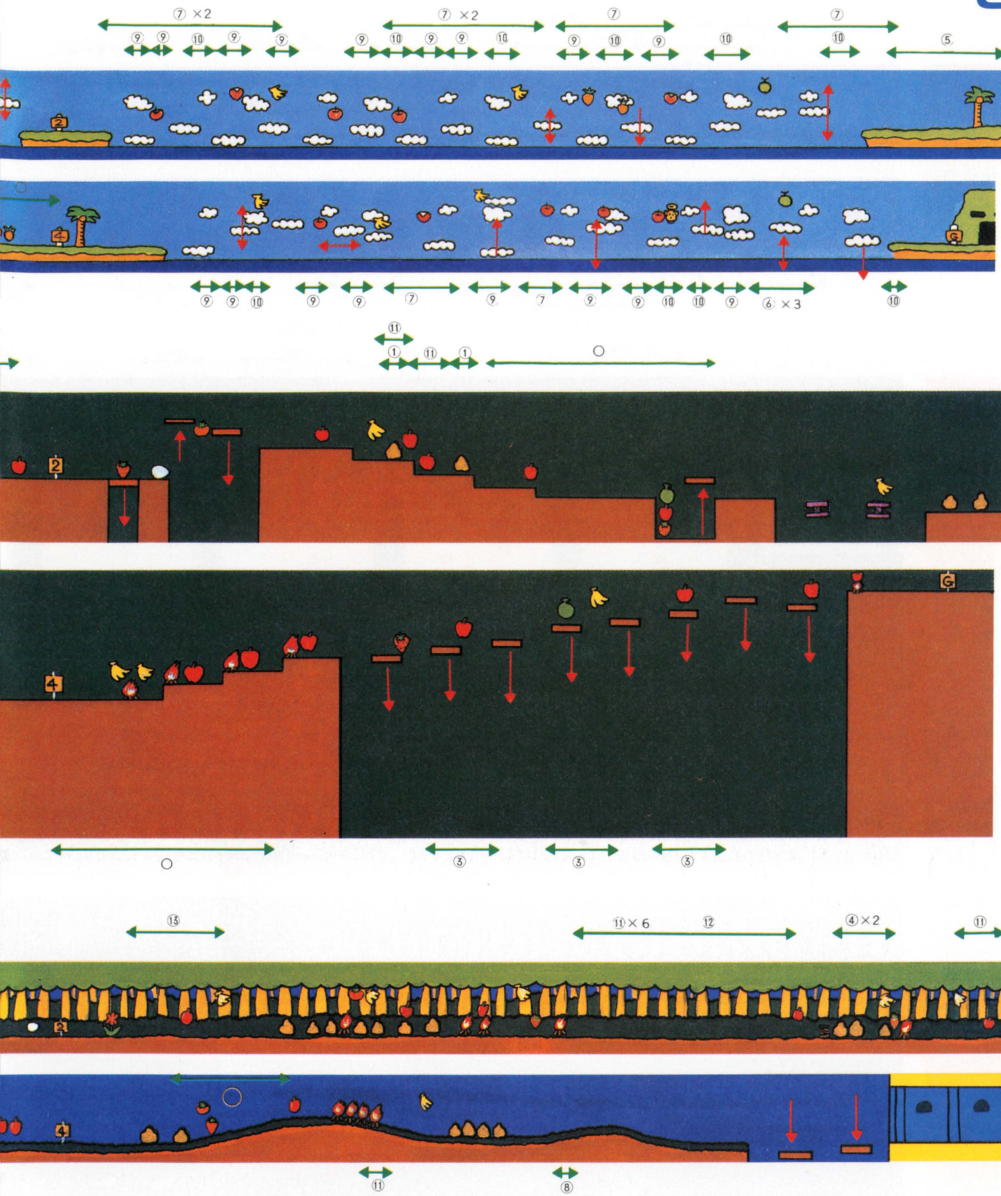 ⑦ ×2 ⑦ ×2 ⑦ ⑦
⑨ ⑨ ⑩ ⑨ ⑨ ⑨ ⑩ ⑨ ⑨ ⑩ ⑨ ⑩ ⑨ ⑩ ⑩ ⑤
2
4 G
⑨ ⑨ ⑩ ⑨ ⑨ ⑦ ⑨ ⑦ ⑨ ⑨ ⑩ ⑩ ⑨ ⑥ ×3 ⑩
⑪
① ⑪ ① ○
2
4 G
○ ③ ③ ③
⑬ ⑪×6 ⑫ ④×2 ⑪
2
4
⑪ ⑧